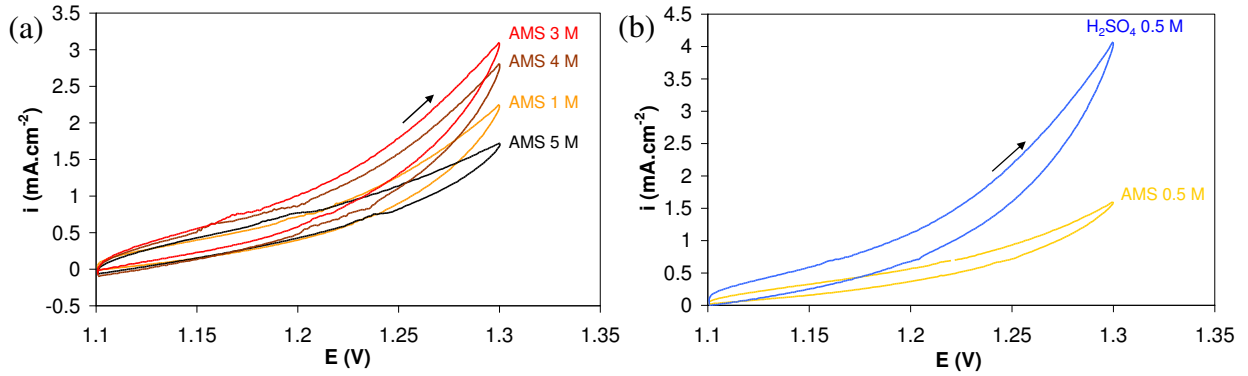 (a)
i (mA.cm⁻²)
3.5
3
2.5
2
1.5
1
0.5
0
-0.5
AMS 3 M
AMS 4 M
AMS 1 M
AMS 5 M
1.1 1.15 1.2 1.25 1.3 1.35
E (V)
(b)
i (mA.cm⁻²)
4.5
4
3.5
3
2.5
2
1.5
1
0.5
0
H₂SO₄ 0.5 M
AMS 0.5 M
1.1 1.15 1.2 1.25 1.3 1.35
E (V)